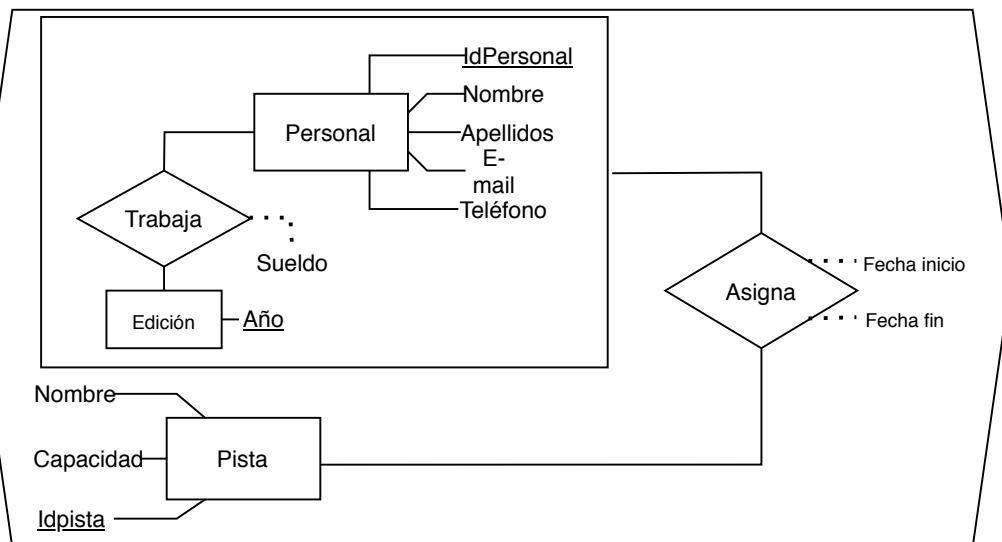 IdPersonal
Nombre
Personal
Apellidos
E-
mail
Teléfono
Trabaja
Sueldo
Edición
Año
Fecha inicio
Asigna
Fecha fin
Nombre
Capacidad
Pista
Idpista